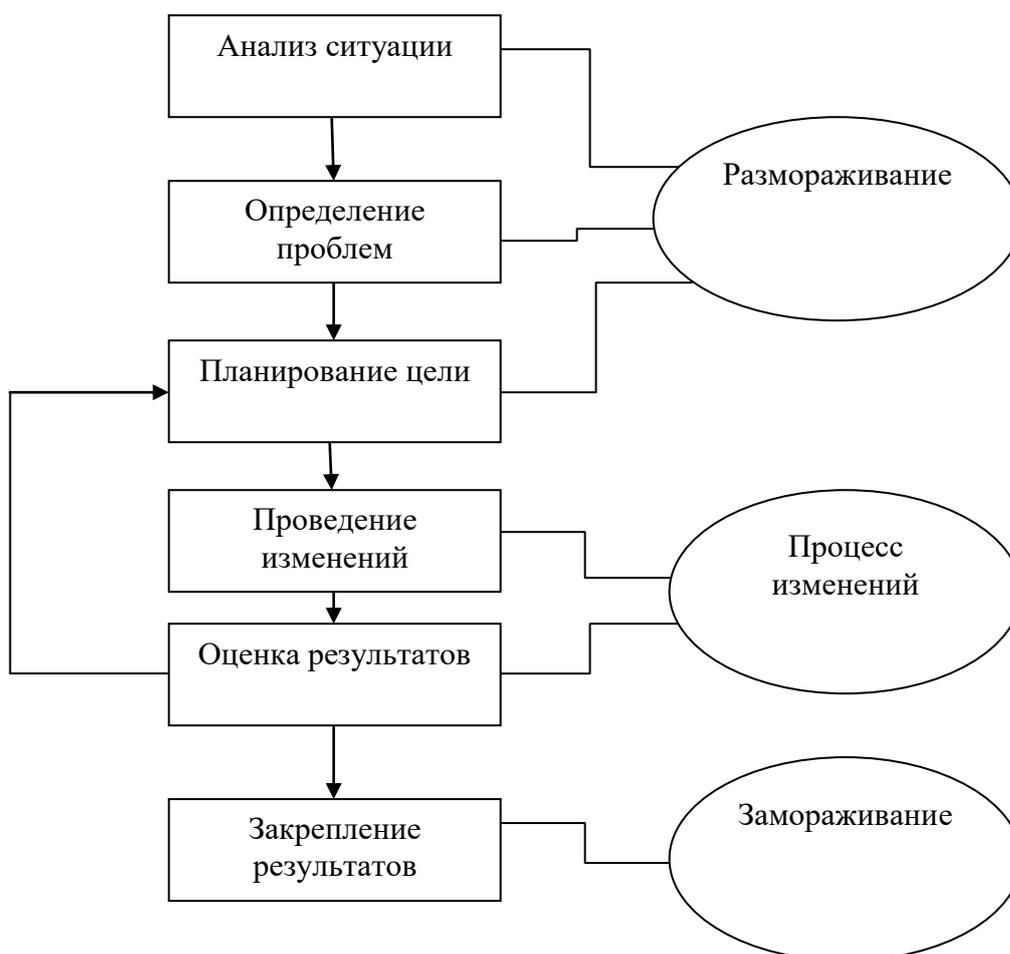 Анализ ситуации
Размораживание
Определение
проблем
Планирование цели
Проведение
изменений
Процесс
изменений
Оценка результатов
Закрепление
результатов
Замораживание